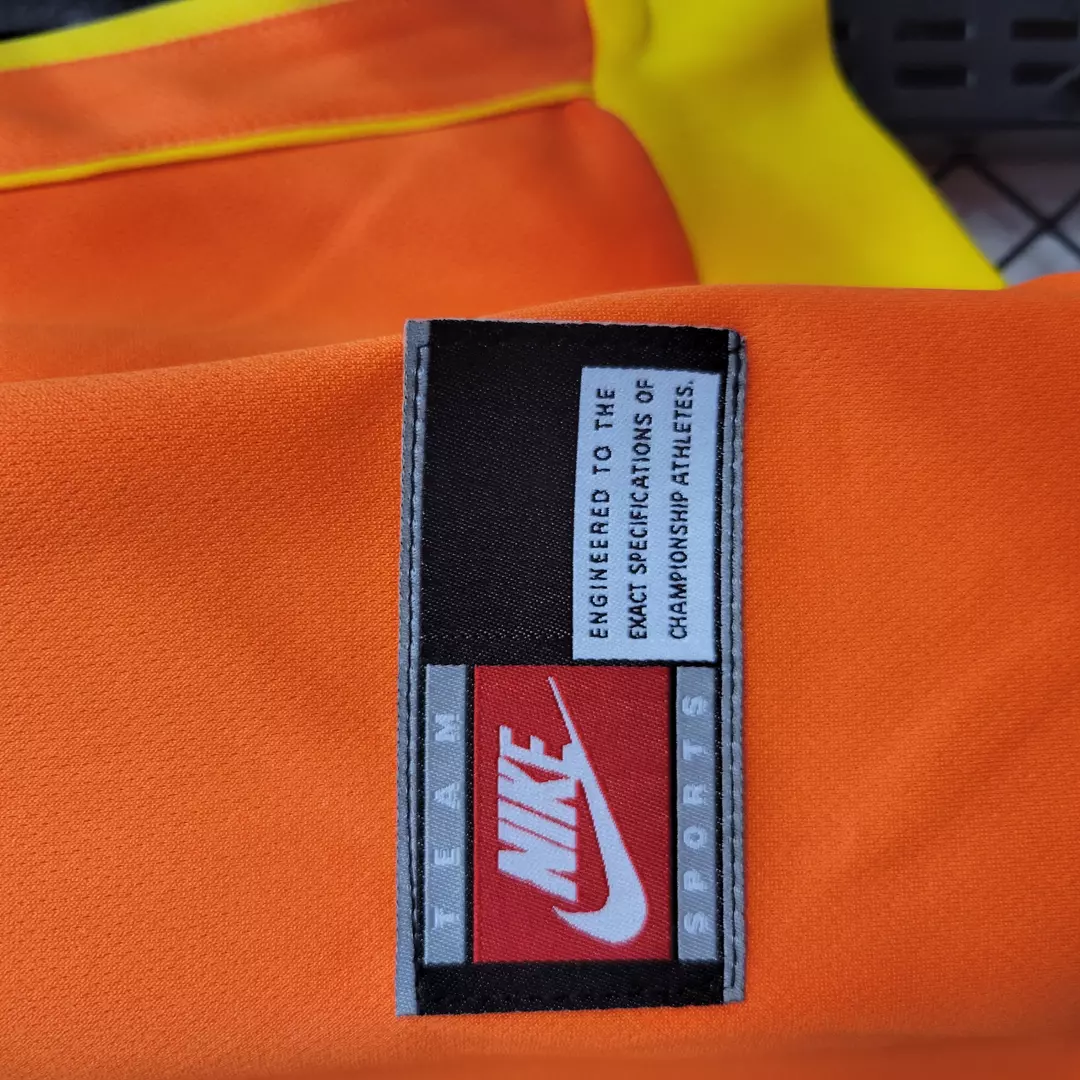 TEAM
NIKE
SPORTS
ENGINEERED TO THE
EXACT SPECIFICATIONS OF
CHAMPIONSHIP ATHLETES.